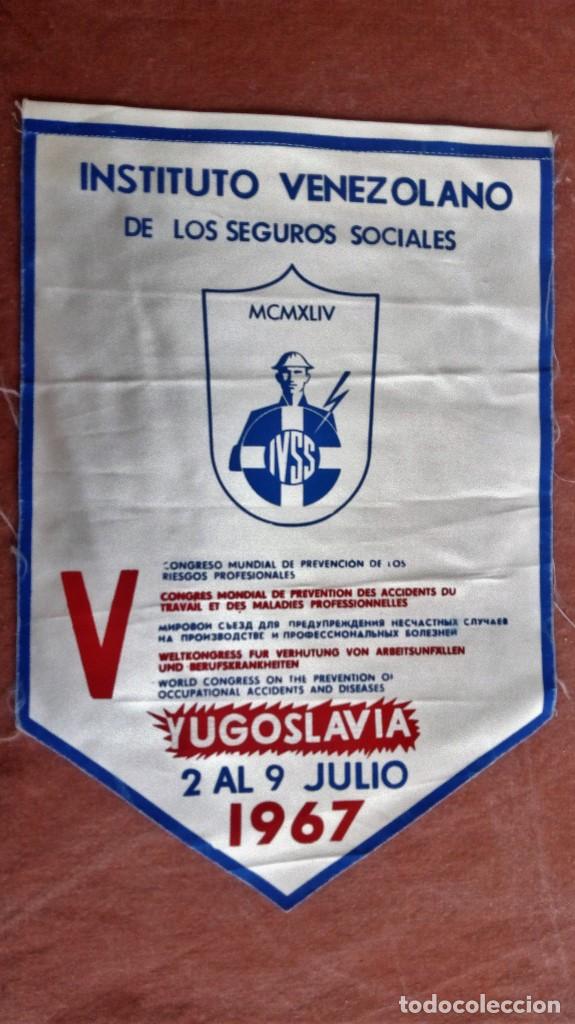 INSTITUTO VENEZOLANO
DE LOS SEGUROS SOCIALES
MCMXLIV
IVSS
V
CONGRESO MUNDIAL DE PREVENCION DE LOS
RIESGOS PROFESIONALES
CONGRES MONDIAL DE PREVENTION DES ACCIDENTS DU
TRAVAIL ET DES MALADIES PROFESSIONNELLES
МИРОВОИ СЪЕЗД ДЛЯ ПРЕДУПРЕЖДЕНИЯ НЕСЧАСТНЫХ СЛУЧАЕВ
НА ПРОИЗВОДСТВЕ И ПРОФЕССИОНАЛЬНЫХ БОЛЕЗНЕЙ
WELTKONGRESS FUR VERHUTUNG VON ARBEITSUNFÄLLEN
UND BERUFSKRANKHEITEN
WORLD CONGRESS ON THE PREVENTION OF
OCCUPATIONAL ACCIDENTS AND DISEASES
YUGOSLAVIA
2 AL 9 JULIO
1967
todocoleccion